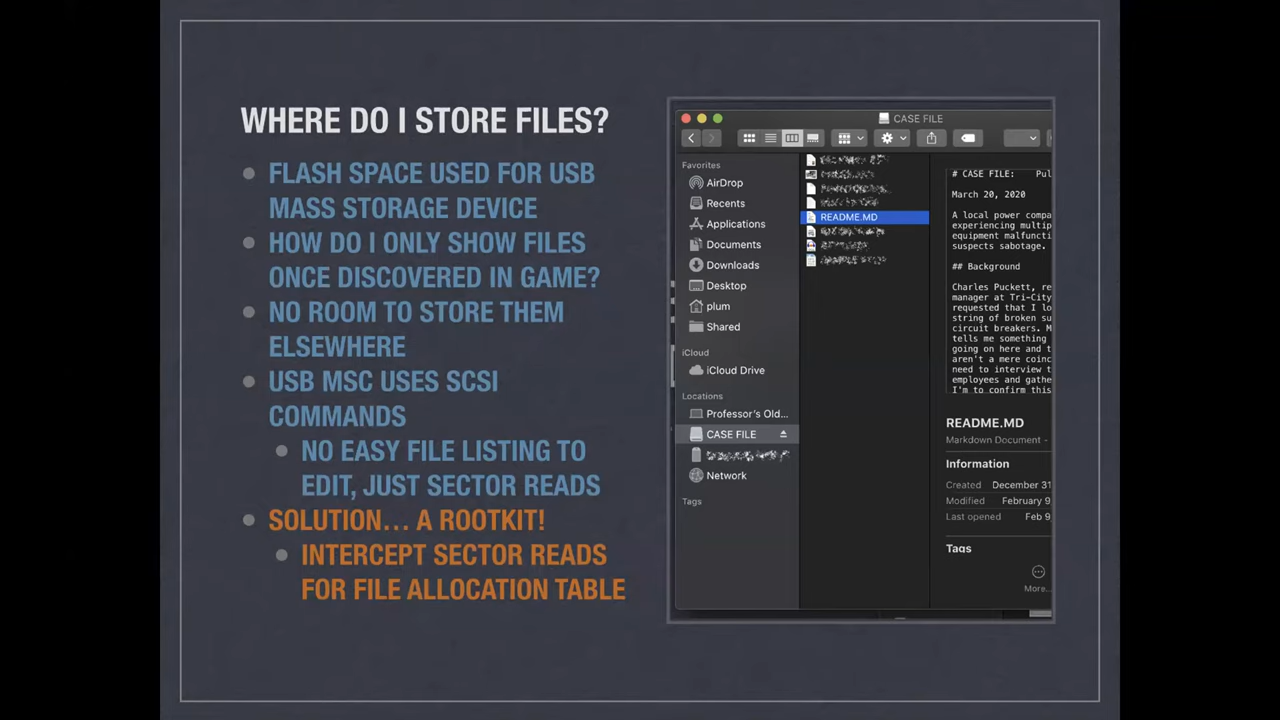 WHERE DO I STORE FILES?
FLASH SPACE USED FOR USB
MASS STORAGE DEVICE
HOW DO I ONLY SHOW FILES
ONCE DISCOVERED IN GAME?
NO ROOM TO STORE THEM
ELSEWHERE
USB MSC USES SCSI
COMMANDS
NO EASY FILE LISTING TO
EDIT, JUST SECTOR READS
SOLUTION... A ROOTKIT!
INTERCEPT SECTOR READS
FOR FILE ALLOCATION TABLE
CASE FILE
Favorites
AirDrop
Recents
Applications
Documents
Downloads
Desktop
plum
Shared
iCloud
iCloud Drive
Locations
Professor's Old...
CASE FILE
Network
Tags
README.MD
# CASE FILE: Pul
March 20, 2020
A local power compa
experiencing multip
equipment malfuncti
suspects sabotage.
## Background
Charles Puckett, re
manager at Tri-City
requested that I lo
string of broken su
circuit breakers. M
tells me something
going on here and t
aren't a mere coinc
need to interview t
employees and gathe
I'm to confirm this
README.MD
Markdown Document -
Information
Created December 31
Modified February 9
Last opened Feb 9
Tags
More...